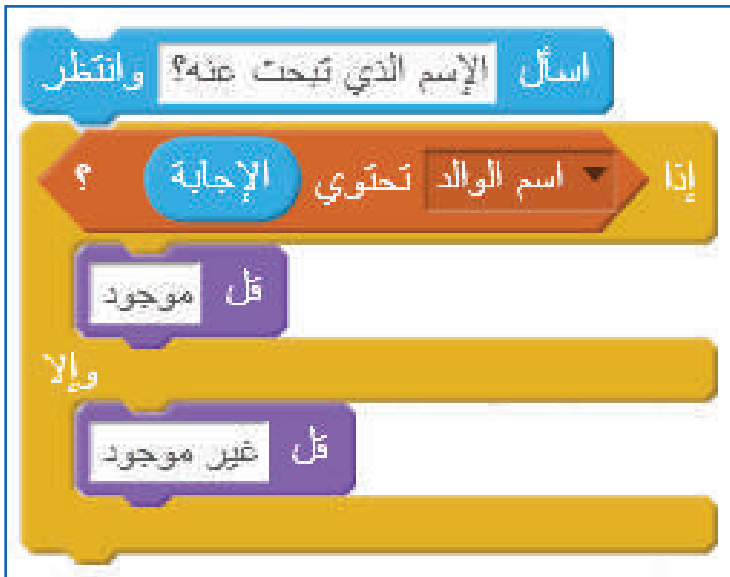 اسأل الإسم الذي تبحث عنه؟ وانتظر
إذا اسم الوالد تحتوي الإجابة ؟
قل موجود
وإلا
قل غير موجود